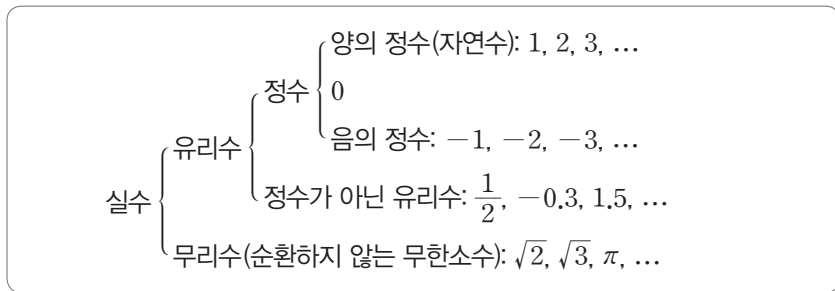 양의 정수(자연수): 1, 2, 3, …
정수
0
음의 정수: -1, -2, -3, …
유리수
정수가 아닌 유리수: 1/2, -0.3, 1.5, …
실수
무리수(순환하지 않는 무한소수): √2, √3, π, …